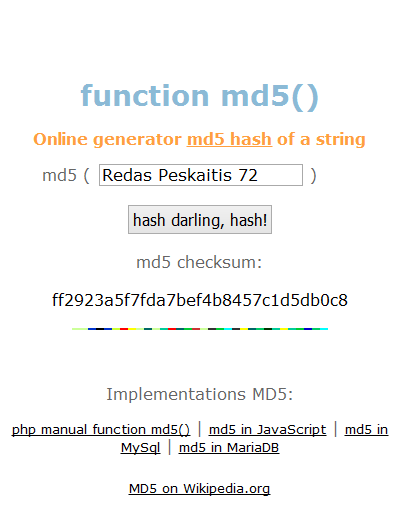 function md5()
Online generator md5 hash of a string
md5 ( Redas Peskaitis 72 )
hash darling, hash!
md5 checksum:
ff2923a5f7fda7bef4b8457c1d5db0c8
Implementations MD5:
php manual function md5() | md5 in JavaScript | md5 in
MySql | md5 in MariaDB
MD5 on Wikipedia.org